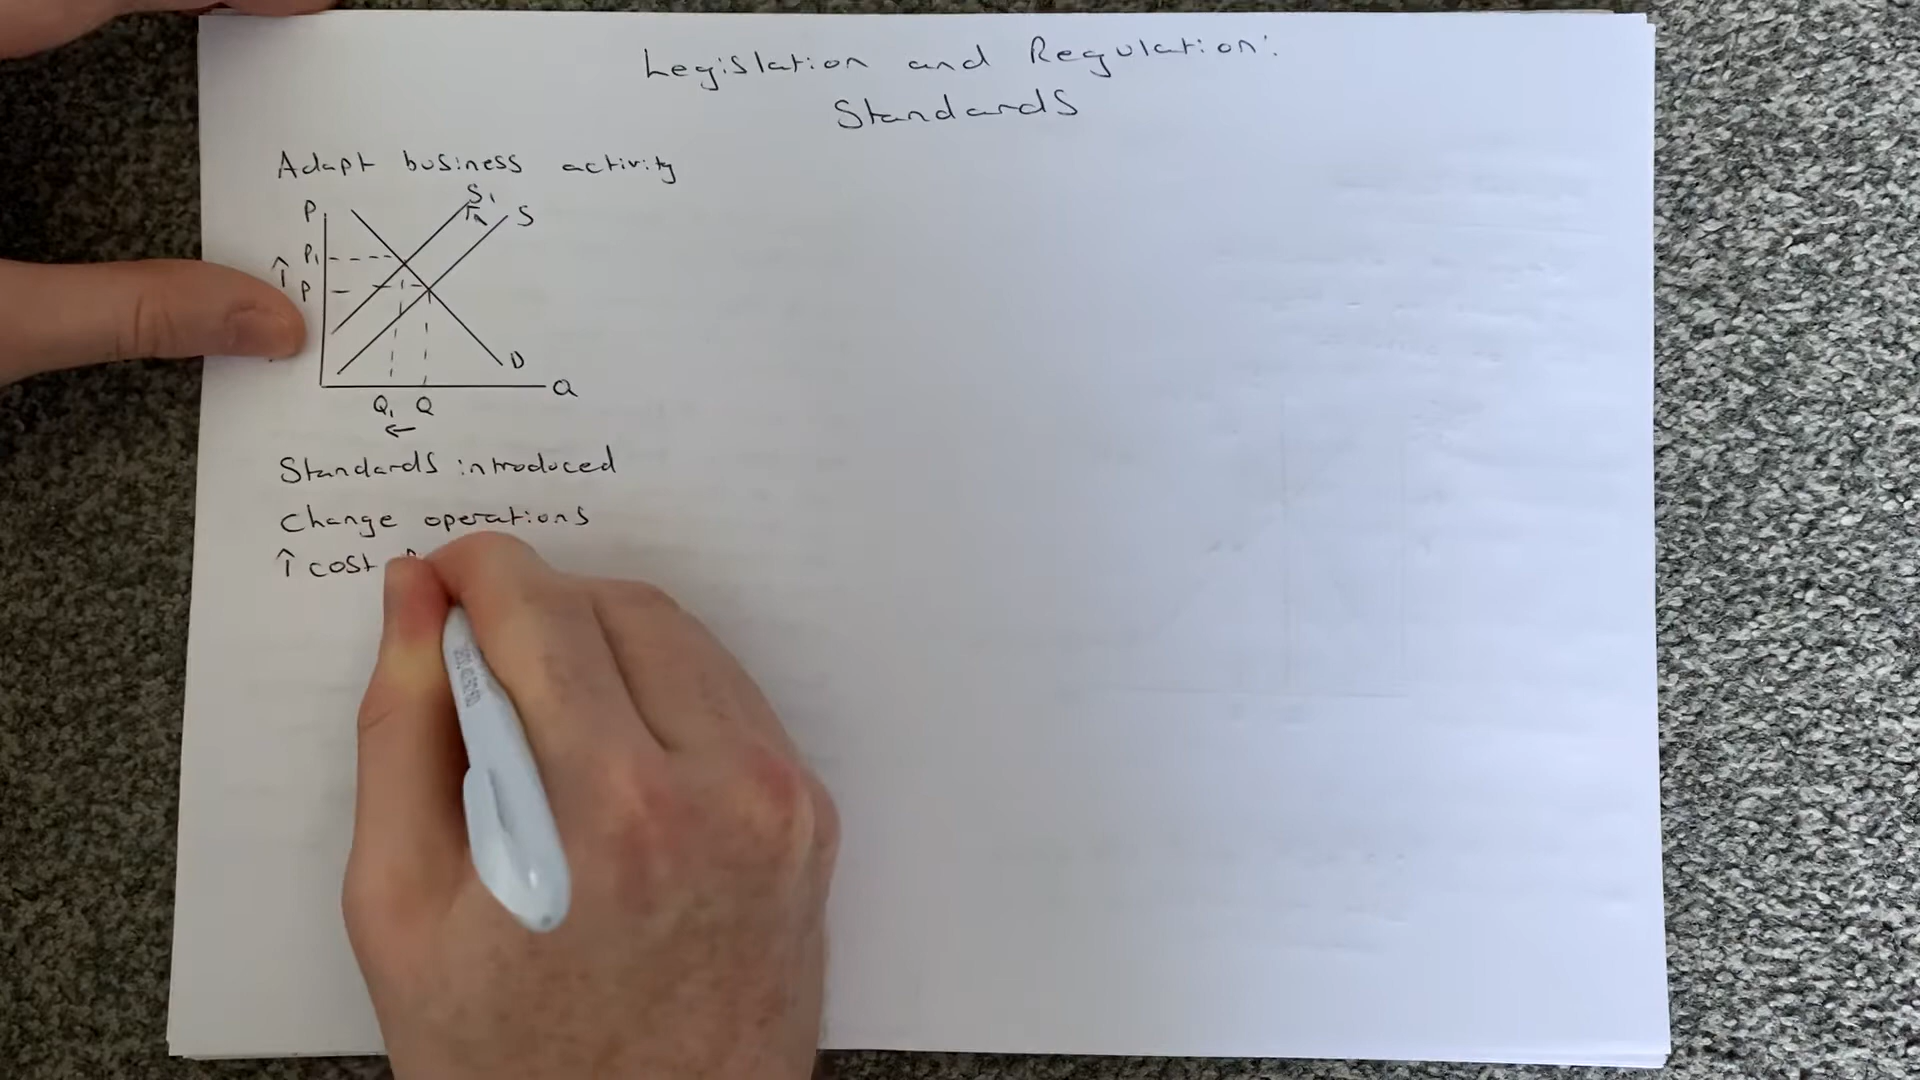 Legislation and Regulation:
Standards
Adapt business activity
P
S1
S
P1
↑
P
D
Q
Q1 Q
←
Standards introduced
Change operations
↑ cost